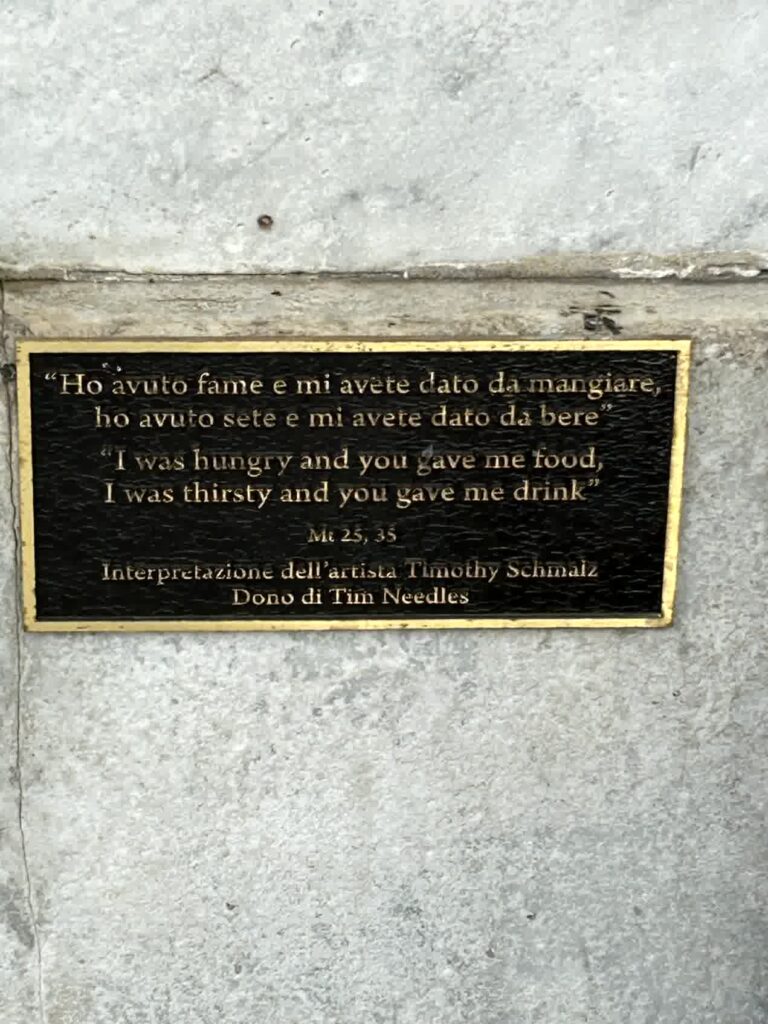 “Ho avuto fame e mi avete dato da mangiare,
ho avuto sete e mi avete dato da bere”
“I was hungry and you gave me food,
I was thirsty and you gave me drink”
Mt 25, 35
Interpretazione dell’artista Timothy Schmalz
Dono di Tim Needles